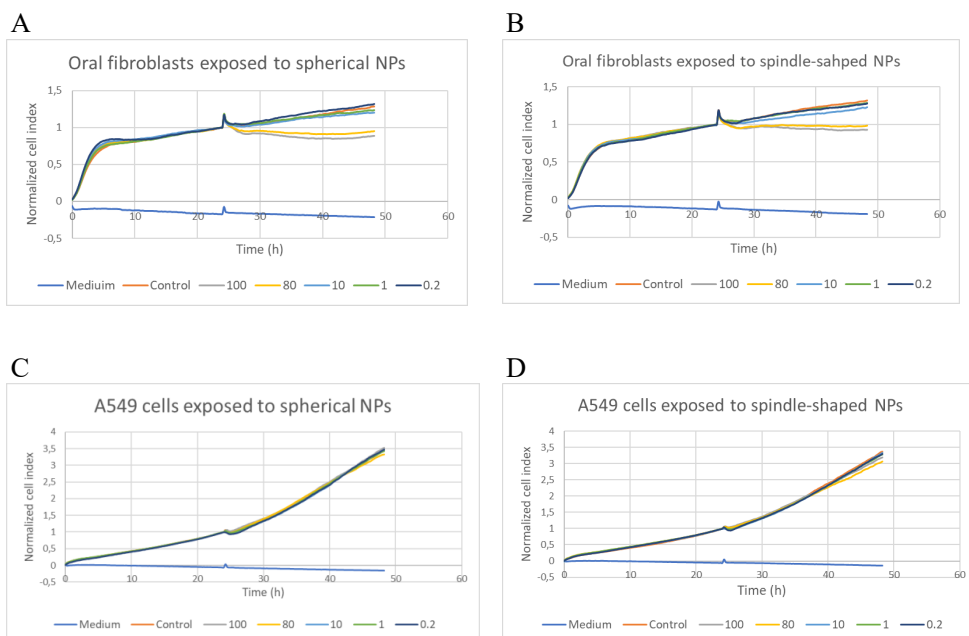 A
Oral fibroblasts exposed to spherical NPs
Normalized cell index
1,5
1
0,5
0
-0,5
0 10 20 30 40 50 60
Time (h)
Mediuim Control 100 80 10 1 0.2
B
Oral fibroblasts exposed to spindle-sahped NPs
Normalized cell index
1,5
1
0,5
0
-0,5
0 10 20 30 40 50 60
Time (h)
Medium Control 100 80 10 1 0.2
C
A549 cells exposed to spherical NPs
Normalized cell index
4
3,5
3
2,5
2
1,5
1
0,5
0
-0,5
0 10 20 30 40 50 60
Time (h)
Medium Control 100 80 10 1 0.2
D
A549 cells exposed to spindle-shaped NPs
Normalized cell index
4
3,5
3
2,5
2
1,5
1
0,5
0
-0,5
0 10 20 30 40 50 60
Time (h)
Medium Control 100 80 10 1 0.2